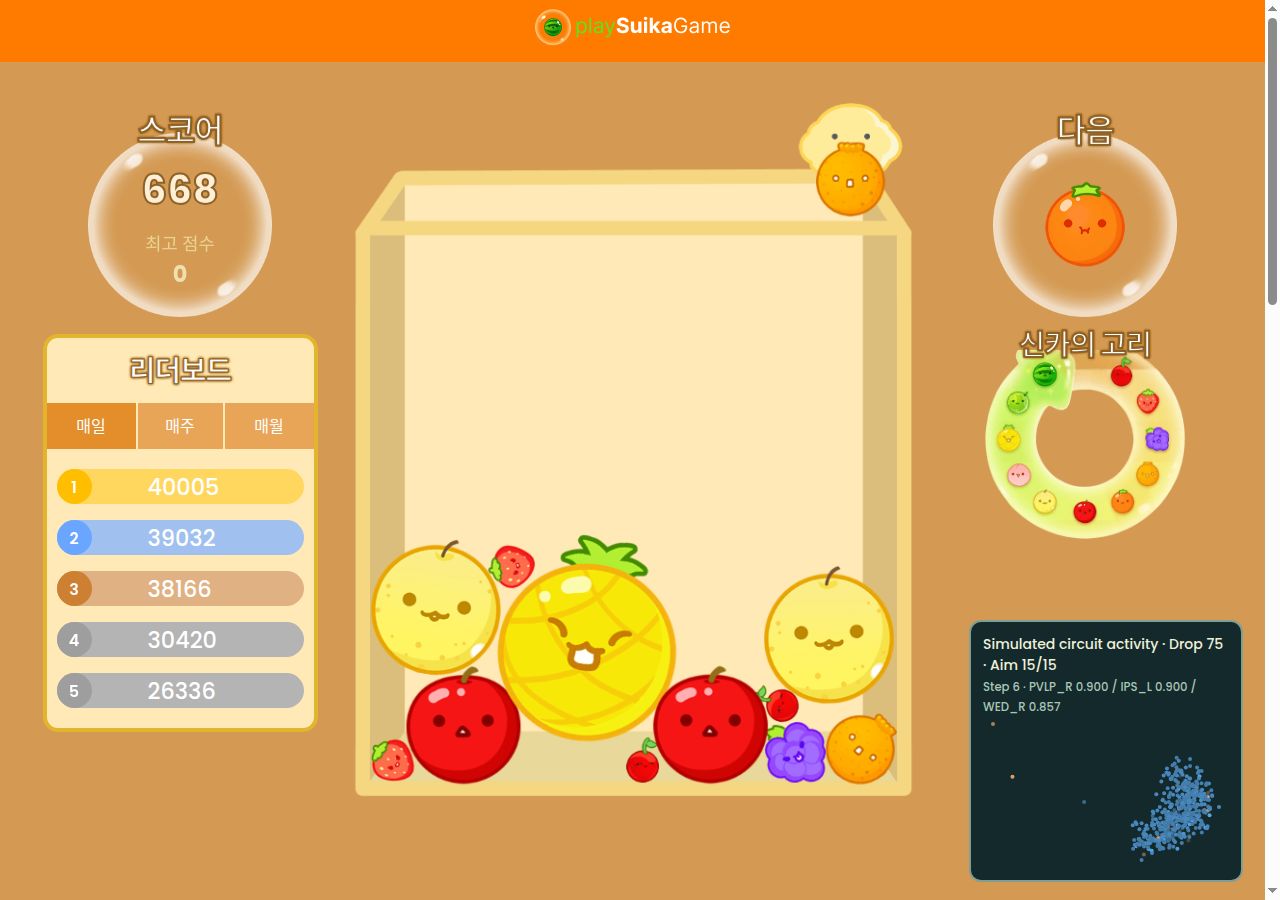 playSuikaGame
스코어
668
최고 점수
0
다음
신카의 고리
리더보드
매일 매주 매월
1 40005
2 39032
3 38166
4 30420
5 26336
Simulated circuit activity · Drop 75
· Aim 15/15
Step 6 · PVLP_R 0.900 / IPS_L 0.900 /
WED_R 0.857